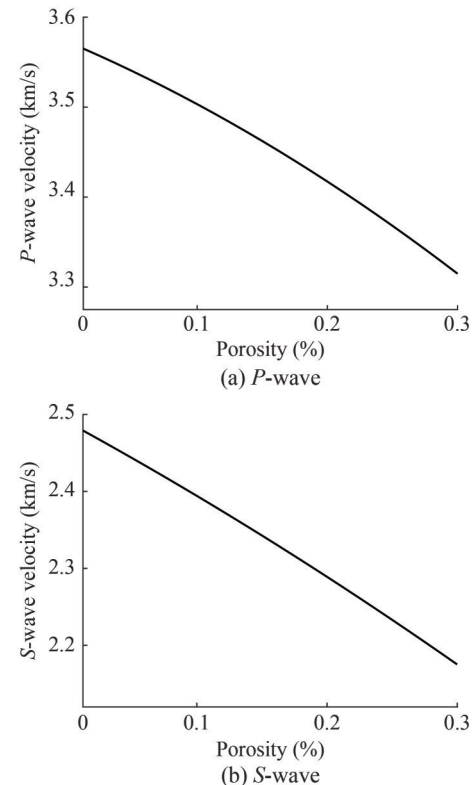 3.6
3.5
3.4
3.3
P-wave velocity (km/s)
0 0.1 0.2 0.3
Porosity (%)
(a) P-wave
2.5
2.4
2.3
2.2
S-wave velocity (km/s)
0 0.1 0.2 0.3
Porosity (%)
(b) S-wave